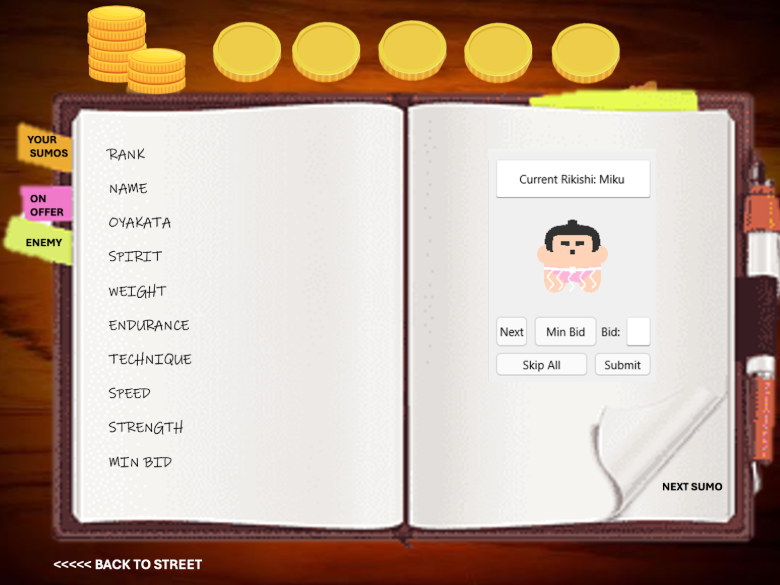 YOUR
SUMOS
ON
OFFER
ENEMY
RANK
NAME
OYAKATA
SPIRIT
WEIGHT
ENDURANCE
TECHNIQUE
SPEED
STRENGTH
MIN BID
Current Rikishi: Miku
Next Min Bid Bid:
Skip All Submit
NEXT SUMO
<<<<< BACK TO STREET